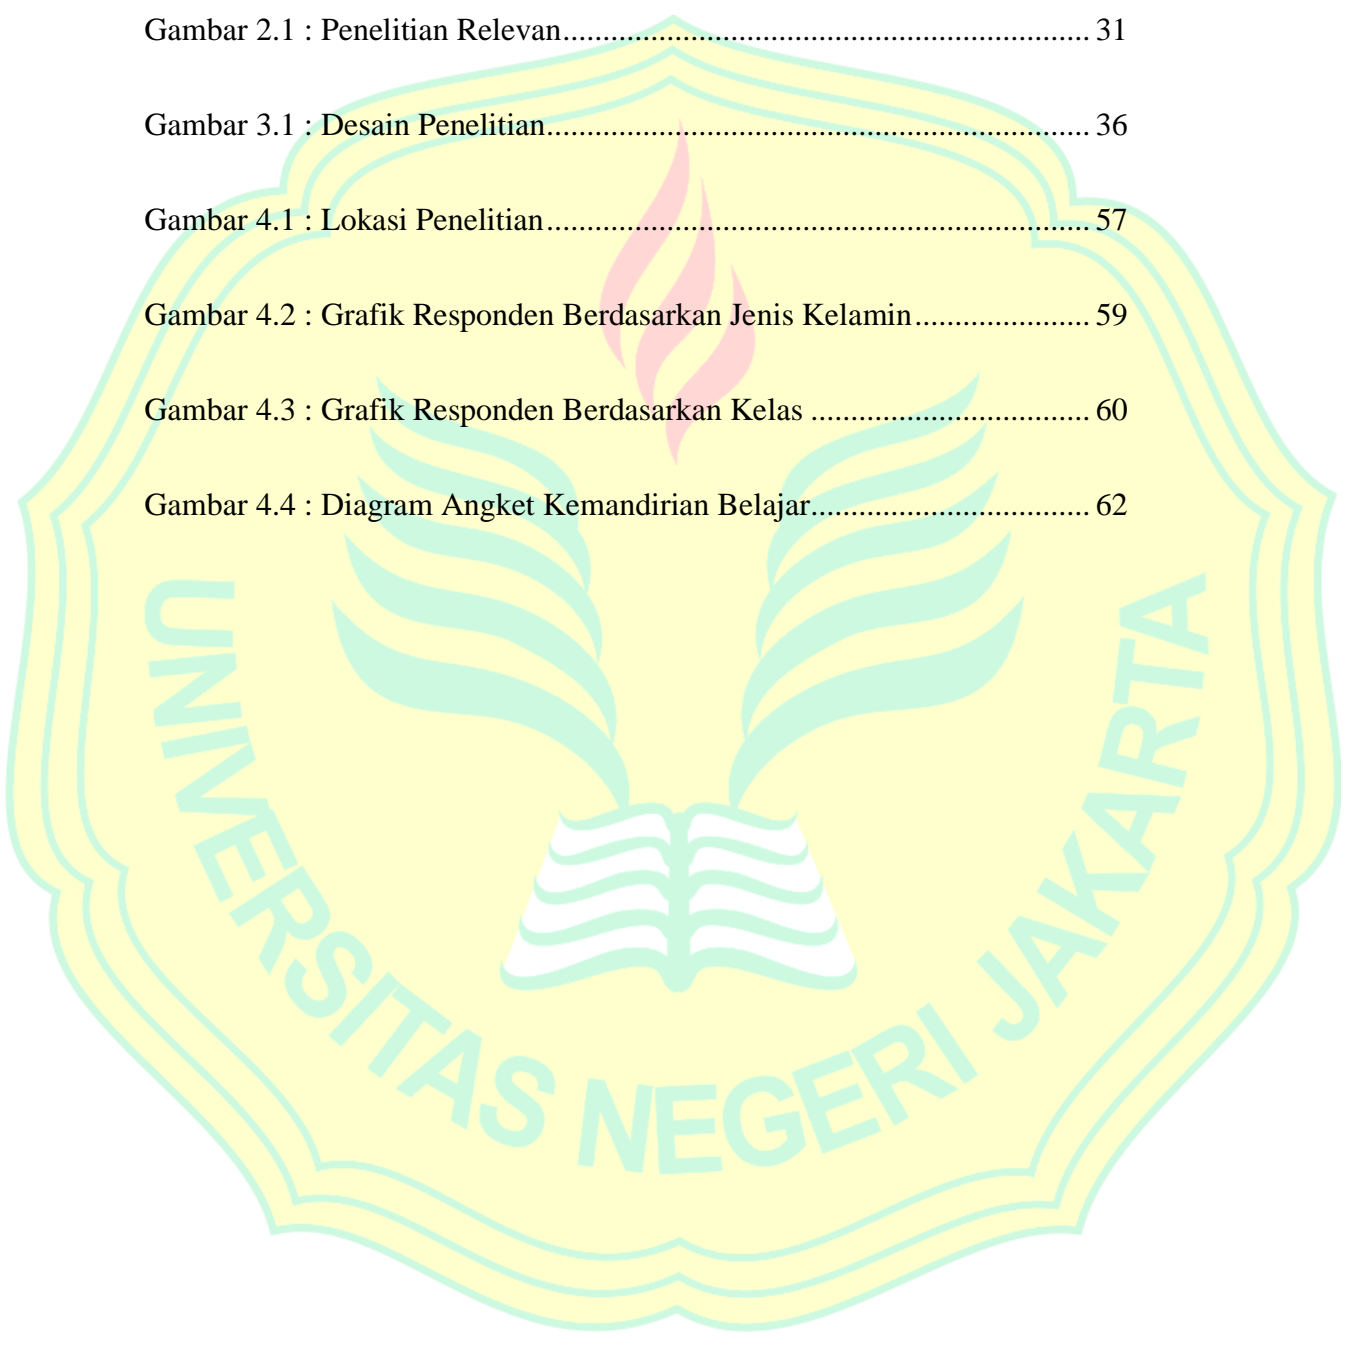 Gambar 2.1 : Penelitian Relevan................................................................. 31
Gambar 3.1 : Desain Penelitian................................................................... 36
Gambar 4.1 : Lokasi Penelitian................................................................... 57
Gambar 4.2 : Grafik Responden Berdasarkan Jenis Kelamin..................... 59
Gambar 4.3 : Grafik Responden Berdasarkan Kelas .................................. 60
Gambar 4.4 : Diagram Angket Kemandirian Belajar.................................. 62
UNIVERSITAS NEGERI JAKARTA